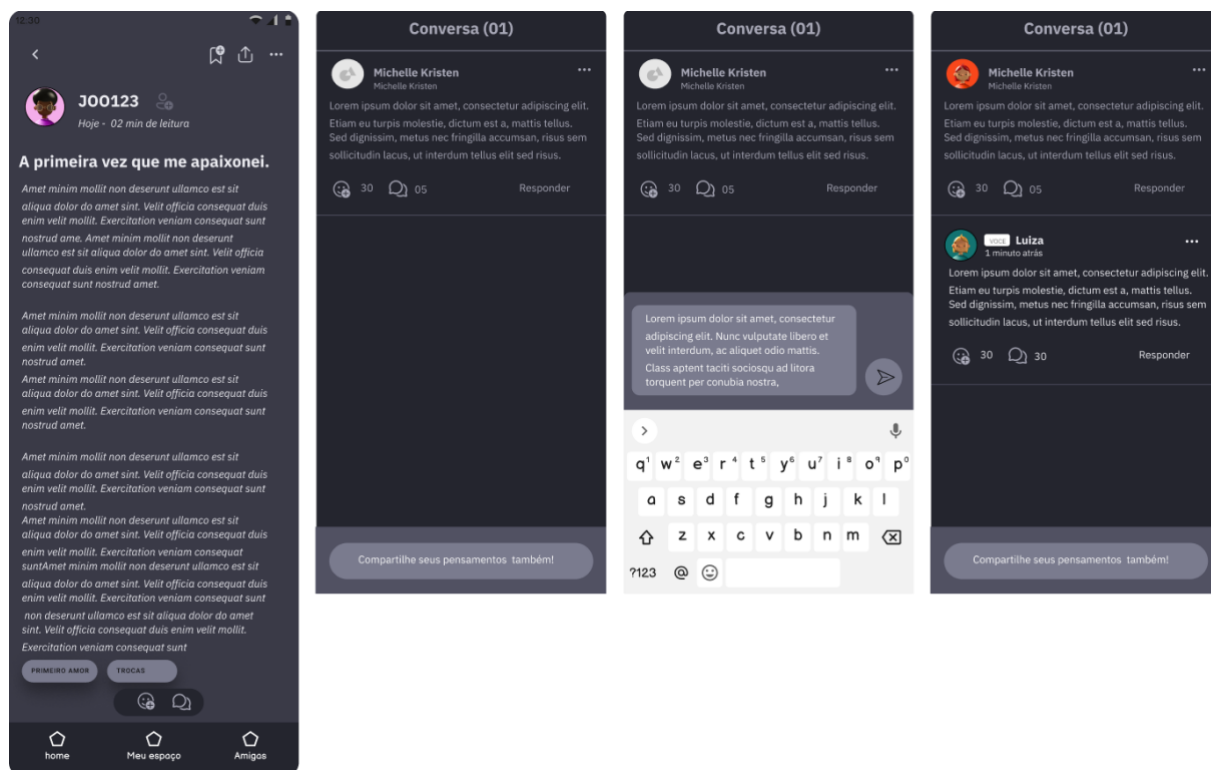 12:30
JOO123
Hoje - 02 min de leitura
A primeira vez que me apaixonei.
Amet minim mollit non deserunt ullamco est sit
aliqua dolor do amet sint. Velit officia consequat duis
enim velit mollit. Exercitation veniam consequat sunt
nostrud ame. Amet minim mollit non deserunt
ullamco est sit aliqua dolor do amet sint. Velit officia
consequat duis enim velit mollit. Exercitation veniam
consequat sunt nostrud amet.
Amet minim mollit non deserunt ullamco est sit
aliqua dolor do amet sint. Velit officia consequat duis
enim velit mollit. Exercitation veniam consequat sunt
nostrud amet.
Amet minim mollit non deserunt ullamco est sit
aliqua dolor do amet sint. Velit officia consequat duis
enim velit mollit. Exercitation veniam consequat sunt
nostrud amet.
Amet minim mollit non deserunt ullamco est sit
aliqua dolor do amet sint. Velit officia consequat duis
enim velit mollit. Exercitation veniam consequat sunt
nostrud amet.
Amet minim mollit non deserunt ullamco est sit
aliqua dolor do amet sint. Velit officia consequat duis
enim velit mollit. Exercitation veniam consequat
suntAmet minim mollit non deserunt ullamco est sit
aliqua dolor do amet sint. Velit officia consequat duis
enim velit mollit. Exercitation veniam consequat sunt
non deserunt ullamco est sit aliqua dolor do amet
sint. Velit officia consequat duis enim velit mollit.
Exercitation veniam consequat sunt
PRIMEIRO AMOR TROCAS
home Meu espaço Amigos
Conversa (01)
Michelle Kristen
Michelle Kristen
Lorem ipsum dolor sit amet, consectetur adipiscing elit.
Etiam eu turpis molestie, dictum est a, mattis tellus.
Sed dignissim, metus nec fringilla accumsan, risus sem
sollicitudin lacus, ut interdum tellus elit sed risus.
30 05 Responder
Compartilhe seus pensamentos também!
Conversa (01)
Michelle Kristen
Michelle Kristen
Lorem ipsum dolor sit amet, consectetur adipiscing elit.
Etiam eu turpis molestie, dictum est a, mattis tellus.
Sed dignissim, metus nec fringilla accumsan, risus sem
sollicitudin lacus, ut interdum tellus elit sed risus.
30 05 Responder
Lorem ipsum dolor sit amet, consectetur
adipiscing elit. Nunc vulputate libero et
velit interdum, ac aliquet odio mattis.
Class aptent taciti sociosqu ad litora
torquent per conubia nostra,
q1 w2 e3 r4 t5 y6 u7 i8 o9 p0
a s d f g h j k l
z x c v b n m
?123 @
Conversa (01)
Michelle Kristen
Michelle Kristen
Lorem ipsum dolor sit amet, consectetur adipiscing elit.
Etiam eu turpis molestie, dictum est a, mattis tellus.
Sed dignissim, metus nec fringilla accumsan, risus sem
sollicitudin lacus, ut interdum tellus elit sed risus.
30 05 Responder
Luiza
1 minuto atrás
Lorem ipsum dolor sit amet, consectetur adipiscing elit.
Etiam eu turpis molestie, dictum est a, mattis tellus.
Sed dignissim, metus nec fringilla accumsan, risus sem
sollicitudin lacus, ut interdum tellus elit sed risus.
30 30 Responder
Compartilhe seus pensamentos também!